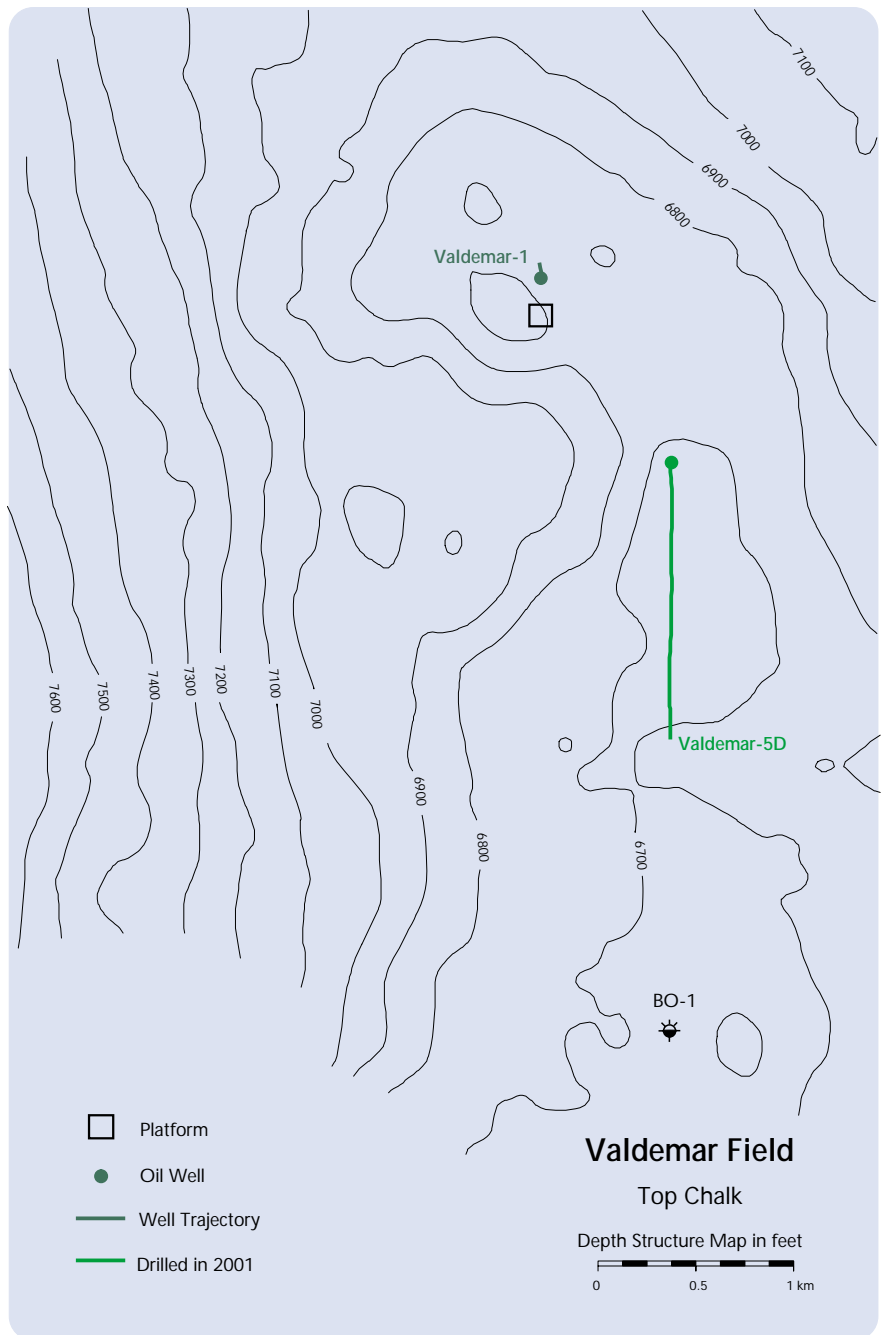 7100
7000
6900
6800
Valdemar-1
7600
7500
7400
7300
7200
7100
7000
Valdemar-5D
6900
6800
6700
BO-1
Platform
Oil Well
Well Trajectory
Drilled in 2001
Valdemar Field
Top Chalk
Depth Structure Map in feet
0 0.5 1 km